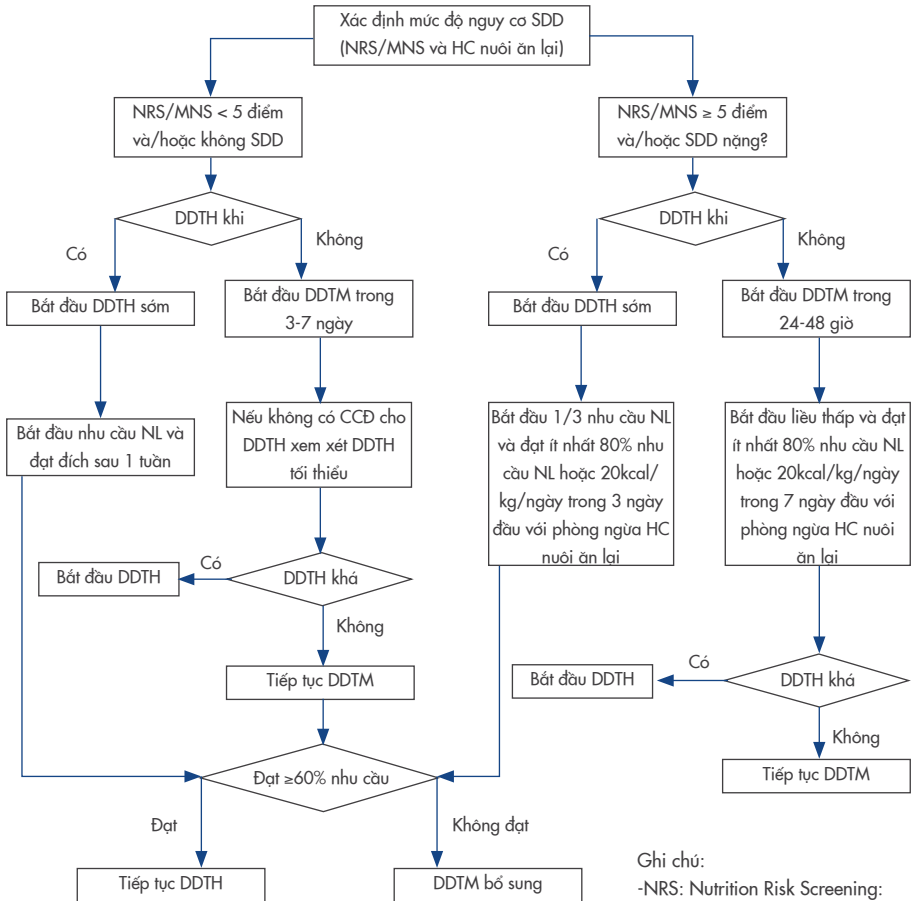 Xác định mức độ nguy cơ SDD
(NRS/MNS và HC nuôi ăn lại)
NRS/MNS < 5 điểm
và/hoặc không SDD
NRS/MNS ≥ 5 điểm
và/hoặc SDD nặng?
DDTH khi
DDTH khi
Có
Không
Có
Không
Bắt đầu DDTH sớm
Bắt đầu DDTM trong
3-7 ngày
Bắt đầu DDTH sớm
Bắt đầu DDTM trong
24-48 giờ
Bắt đầu nhu cầu NL và
đạt đích sau 1 tuần
Nếu không có CCĐ cho
DDTH xem xét DDTH
tối thiểu
Bắt đầu 1/3 nhu cầu NL
và đạt ít nhất 80% nhu
cầu NL hoặc 20kcal/
kg/ngày trong 3 ngày
đầu với phòng ngừa HC
nuôi ăn lại
Bắt đầu liều thấp và đạt
ít nhất 80% nhu cầu NL
hoặc 20kcal/kg/ngày
trong 7 ngày đầu với
phòng ngừa HC nuôi
ăn lại
Bắt đầu DDTH
Có
DDTH khá
Không
Tiếp tục DDTM
Bắt đầu DDTH
Có
DDTH khá
Không
Tiếp tục DDTM
Đạt ≥60% nhu cầu
Đạt
Không đạt
Tiếp tục DDTH
DDTM bổ sung
Ghi chú:
-NRS: Nutrition Risk Screening: